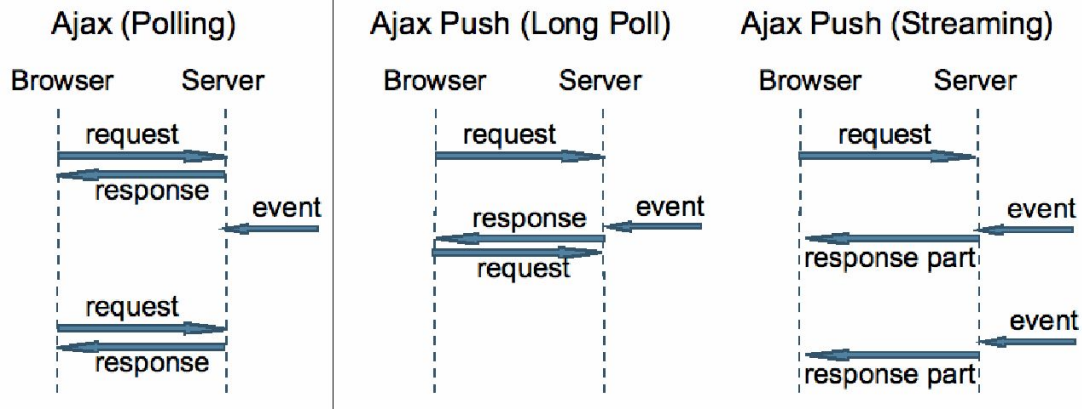 Ajax (Polling)
Browser Server
request
response
event
request
response
Ajax Push (Long Poll)
Browser Server
request
event
response
request
Ajax Push (Streaming)
Browser Server
request
event
response part
event
response part